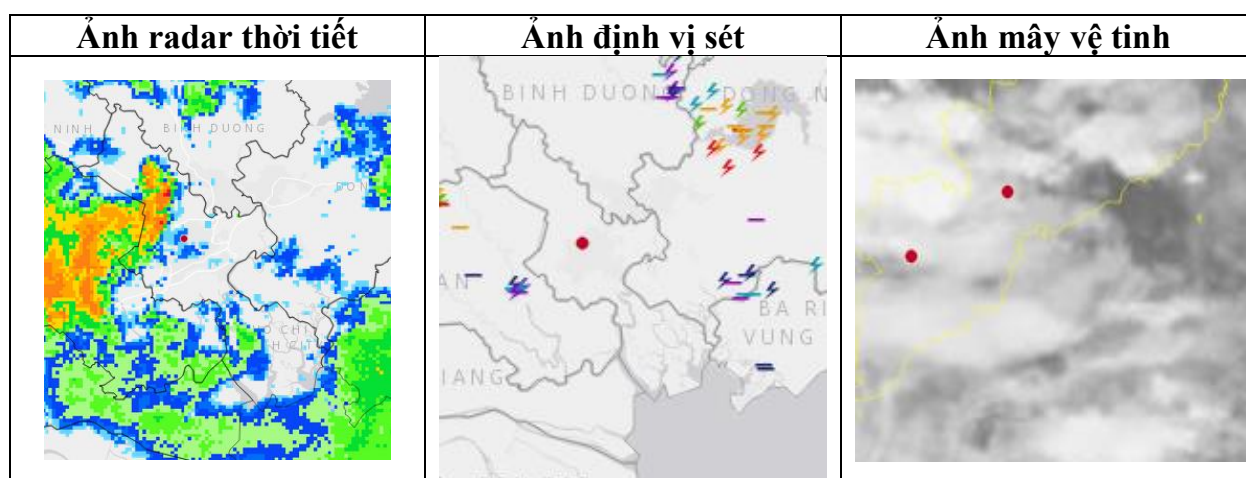 Ảnh radar thời tiết
Ảnh định vị sét
Ảnh mây vệ tinh
NINH
BINH DUONG
BINH DUONG
DONG N
DON
AN
BA RI
VUNG
O CHI
IANG